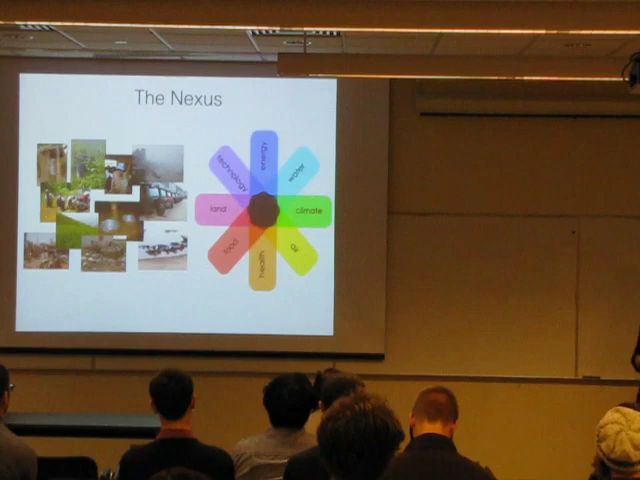 The Nexus
energy
water
climate
air
health
food
land
technology